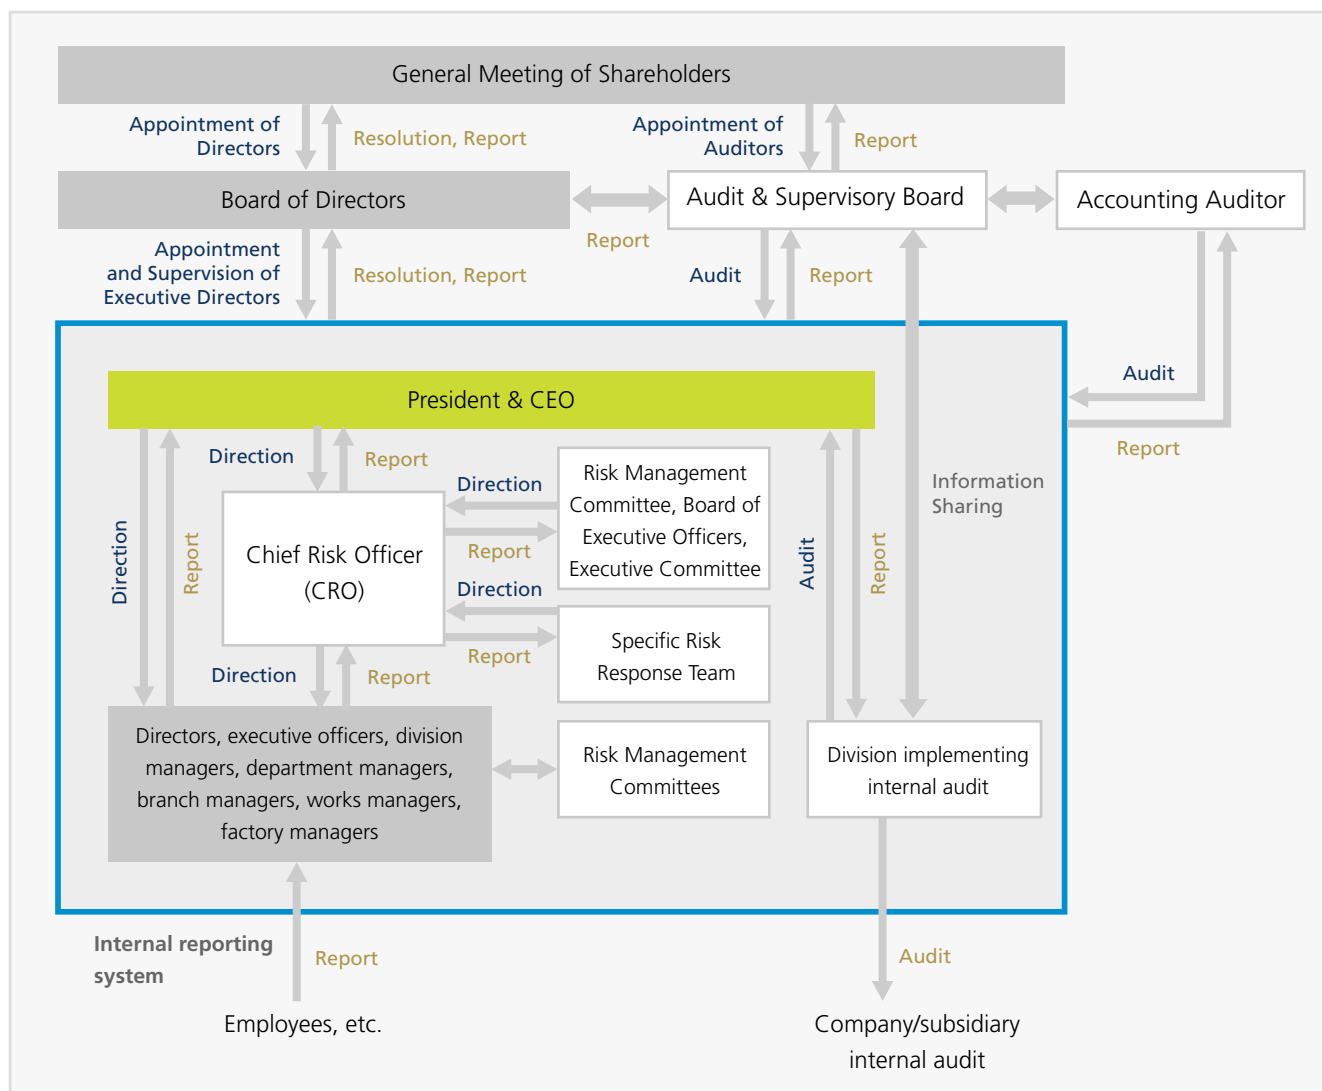 General Meeting of Shareholders
Appointment of
Directors
Resolution, Report
Appointment of
Auditors
Report
Board of Directors
Report
Audit & Supervisory Board
Accounting Auditor
Appointment
and Supervision of
Executive Directors
Resolution, Report
Audit
Report
Audit
Report
President & CEO
Direction
Report
Direction
Report
Chief Risk Officer
(CRO)
Direction
Report
Direction
Report
Risk Management
Committee, Board of
Executive Officers,
Executive Committee
Specific Risk
Response Team
Direction
Report
Audit
Report
Information
Sharing
Directors, executive officers, division
managers, department managers,
branch managers, works managers,
factory managers
Risk Management
Committees
Division implementing
internal audit
Internal reporting
system
Report
Audit
Employees, etc.
Company/subsidiary
internal audit